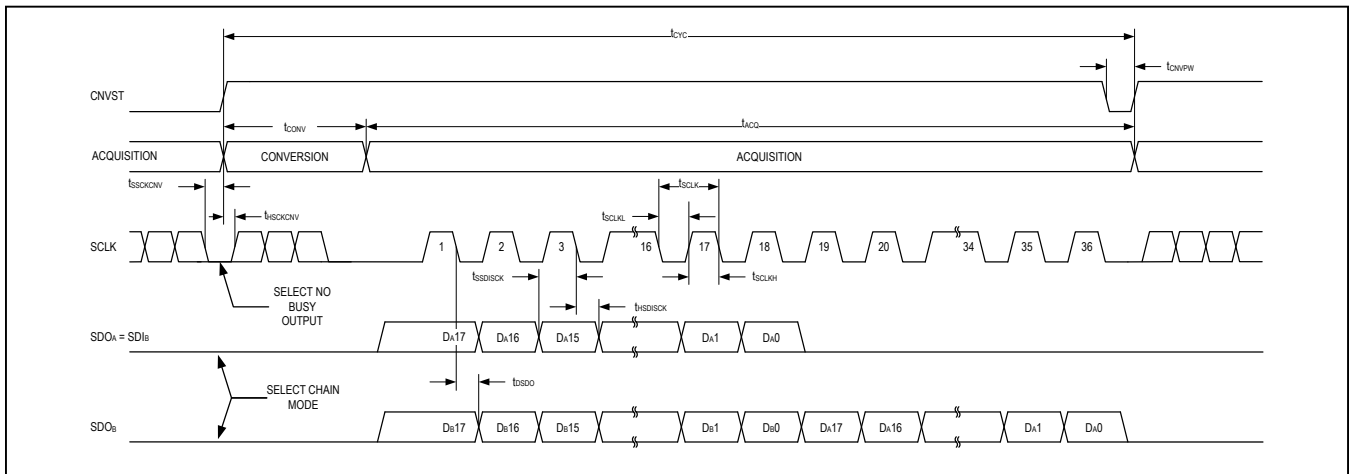 tCYC
tCNVPW
CNVST
tCONV
tACQ
ACQUISITION
CONVERSION
ACQUISITION
tSSCKCNV
tHSCKCNV
tSCLK
tSCLKL
SCLK
1
2
3
16
17
18
19
20
34
35
36
tSSDISCK
tSCLKH
SELECT NO
BUSY
OUTPUT
tHSDISCK
SDOA = SDIB
DA17
DA16
DA15
DA1
DA0
SELECT CHAIN
MODE
tDSDO
SDOB
DB17
DB16
DB15
DB1
DB0
DA17
DA16
DA1
DA0